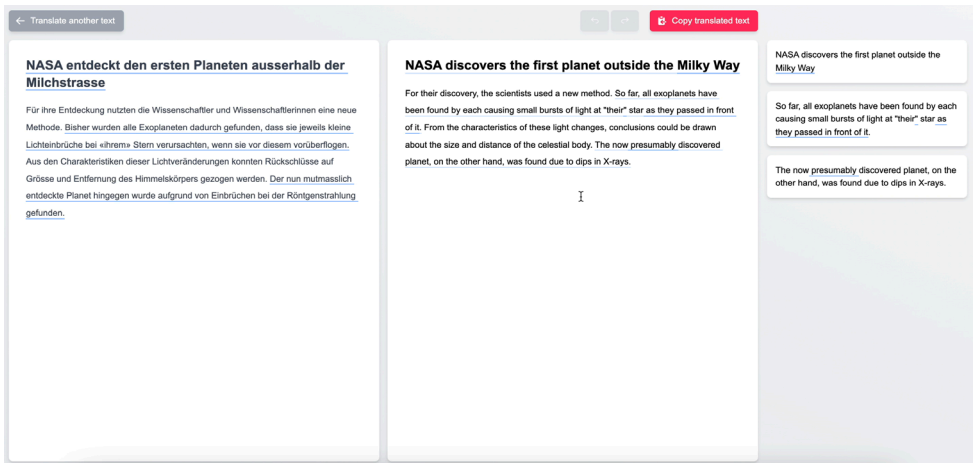 Translate another text
Copy translated text
NASA entdeckt den ersten Planeten ausserhalb der
Milchstrasse
Für ihre Entdeckung nutzten die Wissenschaftler und Wissenschaftlerinnen eine neue
Methode. Bisher wurden alle Exoplaneten dadurch gefunden, dass sie jeweils kleine
Lichteinbrüche bei «ihrem» Stern verursachten, wenn sie vor diesem vorüberflogen.
Aus den Charakteristiken dieser Lichtveränderungen konnten Rückschlüsse auf
Grösse und Entfernung des Himmelskörpers gezogen werden. Der nun mutmasslich
entdeckte Planet hingegen wurde aufgrund von Einbrüchen bei der Röntgenstrahlung
gefunden.
NASA discovers the first planet outside the Milky Way
For their discovery, the scientists used a new method. So far, all exoplanets have
been found by each causing small bursts of light at "their" star as they passed in front
of it. From the characteristics of these light changes, conclusions could be drawn
about the size and distance of the celestial body. The now presumably discovered
planet, on the other hand, was found due to dips in X-rays.
NASA discovers the first planet outside the
Milky Way
So far, all exoplanets have been found by each
causing small bursts of light at "their" star as
they passed in front of it.
The now presumably discovered planet, on the
other hand, was found due to dips in X-rays.